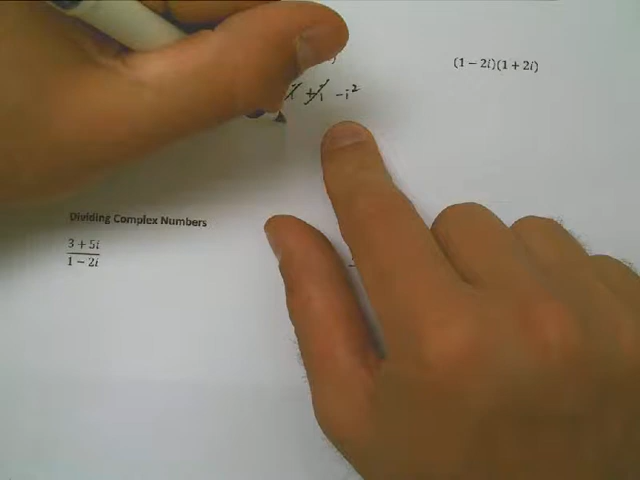 (1 − 2i)(1 + 2i)
+i − i²
Dividing Complex Numbers
3 + 5i
1 − 2i